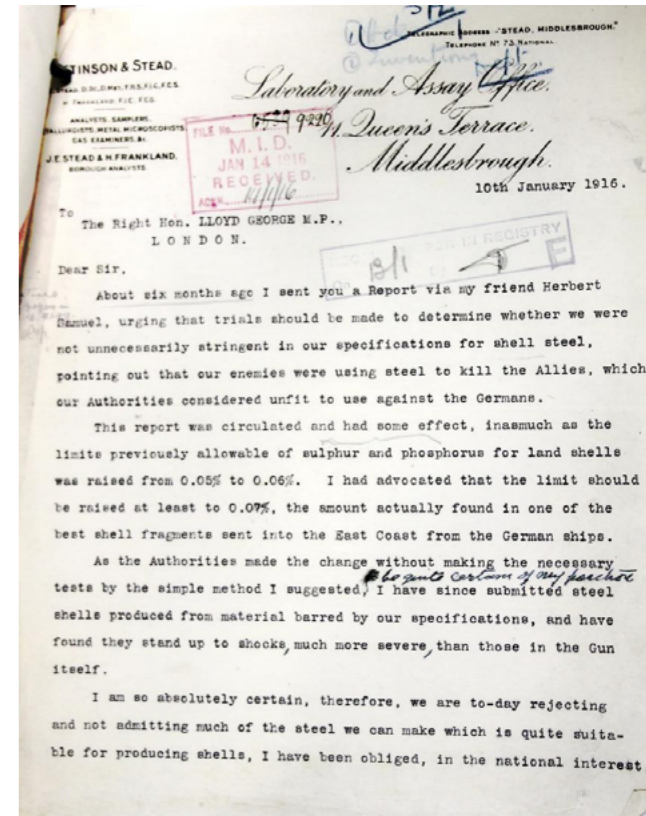 TELEGRAPHIC ADDRESS "STEAD, MIDDLESBROUGH."
TELEPHONE Nº 73 NATIONAL.
TINSON & STEAD.
ANALYSTS, SAMPLERS,
METAL MICROSCOPISTS
GAS EXAMINERS, &c.
J.E. STEAD & H. FRANKLAND.
BOROUGH ANALYSTS.
Laboratory and Assay Office.
11 Queen's Terrace.
Middlesbrough.
FILE No.
9220
M.I.D.
JAN 14 1916
RECEIVED.
10th January 1916.
To
The Right Hon. LLOYD GEORGE M.P.,
LONDON.
REGISTRY
B/1
E
Dear Sir,
About six months ago I sent you a Report via my friend Herbert
Samuel, urging that trials should be made to determine whether we were
not unnecessarily stringent in our specifications for shell steel,
pointing out that our enemies were using steel to kill the Allies, which
our Authorities considered unfit to use against the Germans.
This report was circulated and had some effect, inasmuch as the
limits previously allowable of sulphur and phosphorus for land shells
was raised from 0.05% to 0.06%. I had advocated that the limit should
be raised at least to 0.07%, the amount actually found in one of the
best shell fragments sent into the East Coast from the German ships.
As the Authorities made the change without making the necessary
to be quite certain of my position
tests by the simple method I suggested, I have since submitted steel
shells produced from material barred by our specifications, and have
found they stand up to shocks, much more severe, than those in the Gun
itself.
I am so absolutely certain, therefore, we are to-day rejecting
and not admitting much of the steel we can make which is quite suita-
ble for producing shells, I have been obliged, in the national interest